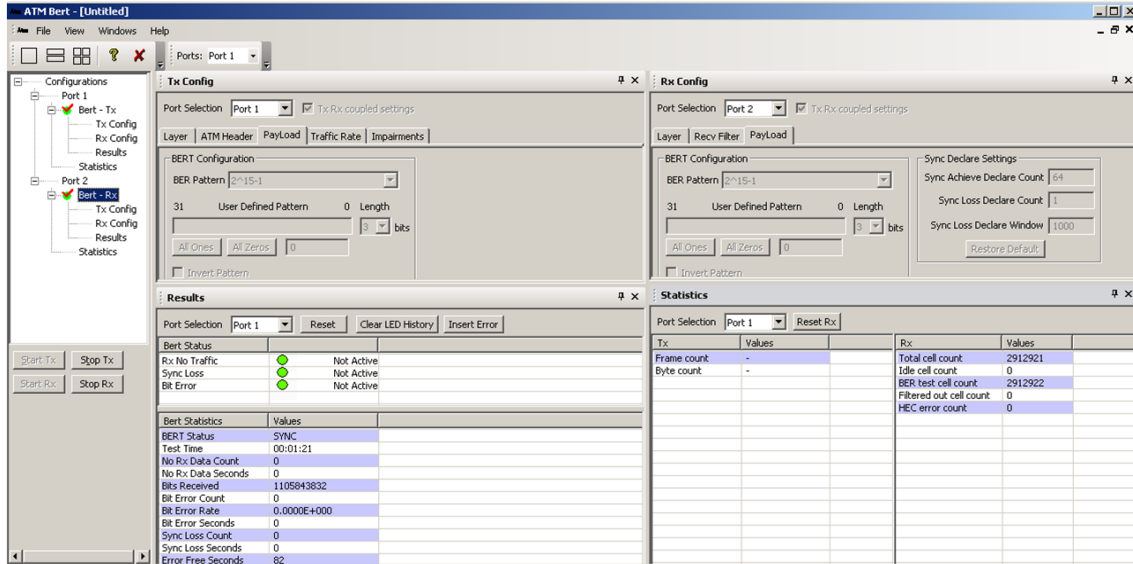 ATM Bert - [Untitled]
File View Windows Help
Ports: Port 1
Configurations
Port 1
Bert - Tx
Tx Config
Rx Config
Results
Statistics
Port 2
Bert - Rx
Tx Config
Rx Config
Results
Statistics
Start Tx Stop Tx
Start Rx Stop Rx
Tx Config
Port Selection Port 1 Tx Rx coupled settings
Layer ATM Header PayLoad Traffic Rate Impairments
BERT Configuration
BER Pattern 2^15-1
31 User Defined Pattern 0 Length
3 bits
All Ones All Zeros 0
Invert Pattern
Rx Config
Port Selection Port 2 Tx Rx coupled settings
Layer Recv Filter PayLoad
BERT Configuration
BER Pattern 2^15-1
31 User Defined Pattern 0 Length
3 bits
All Ones All Zeros 0
Invert Pattern
Sync Declare Settings
Sync Achieve Declare Count 64
Sync Loss Declare Count 1
Sync Loss Declare Window 1000
Restore Default
Results
Port Selection Port 1 Reset Clear LED History Insert Error
Bert Status
Rx No Traffic Not Active
Sync Loss Not Active
Bit Error Not Active
Bert Statistics Values
BERT Status SYNC
Test Time 00:01:21
No Rx Data Count 0
No Rx Data Seconds 0
Bits Received 1105843832
Bit Error Count 0
Bit Error Rate 0.0000E+000
Bit Error Seconds 0
Sync Loss Count 0
Sync Loss Seconds 0
Error Free Seconds 82
Statistics
Port Selection Port 1 Reset Rx
Tx Values
Frame count -
Byte count -
Rx Values
Total cell count 2912921
Idle cell count 0
BER test cell count 2912922
Filtered out cell count 0
HEC error count 0